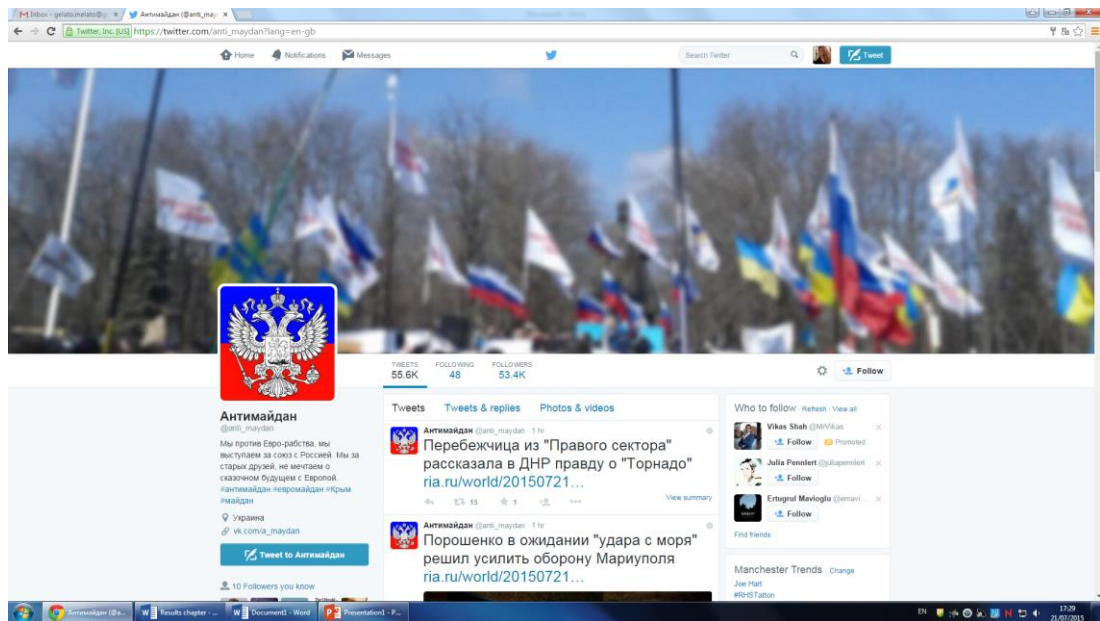 Inbox - gelato.melato@g
Антимайдан (@anti_may
Twitter, Inc. [US] https://twitter.com/anti_maydan?lang=en-gb
Home Notifications Messages Search Twitter Tweet
TWEETS FOLLOWING FOLLOWERS
55.6K 48 53.4K
Follow
Антимайдан
@anti_maydan
Мы против Евро-рабства, мы
выступаем за союз с Россией. Мы за
старых друзей, не мечтаем о
сказочном будущем с Европой.
#антимайдан #евромайдан #Крым
#майдан
Украина
vk.com/a_maydan
Tweet to Антимайдан
10 Followers you know
Tweets Tweets & replies Photos & videos
Антимайдан @anti_maydan · 1 hr
Перебежчица из "Правого сектора"
рассказала в ДНР правду о "Торнадо"
ria.ru/world/20150721…
15 1
View summary
Антимайдан @anti_maydan · 1 hr
Порошенко в ожидании "удара с моря"
решил усилить оборону Мариуполя
ria.ru/world/20150721…
Who to follow · Refresh · View all
Vikas Shah @MrVikas
Follow Promoted
Julia Pennlert @juliapennlert
Follow
Ertugrul Mavioglu @emavi...
Follow
Find friends
Manchester Trends · Change
Joe Hart
#RHSTatton
Антимайдан (@a...
Results chapter - ...
Document1 - Word
Presentation1 - P...
EN
17:29
21/07/2015